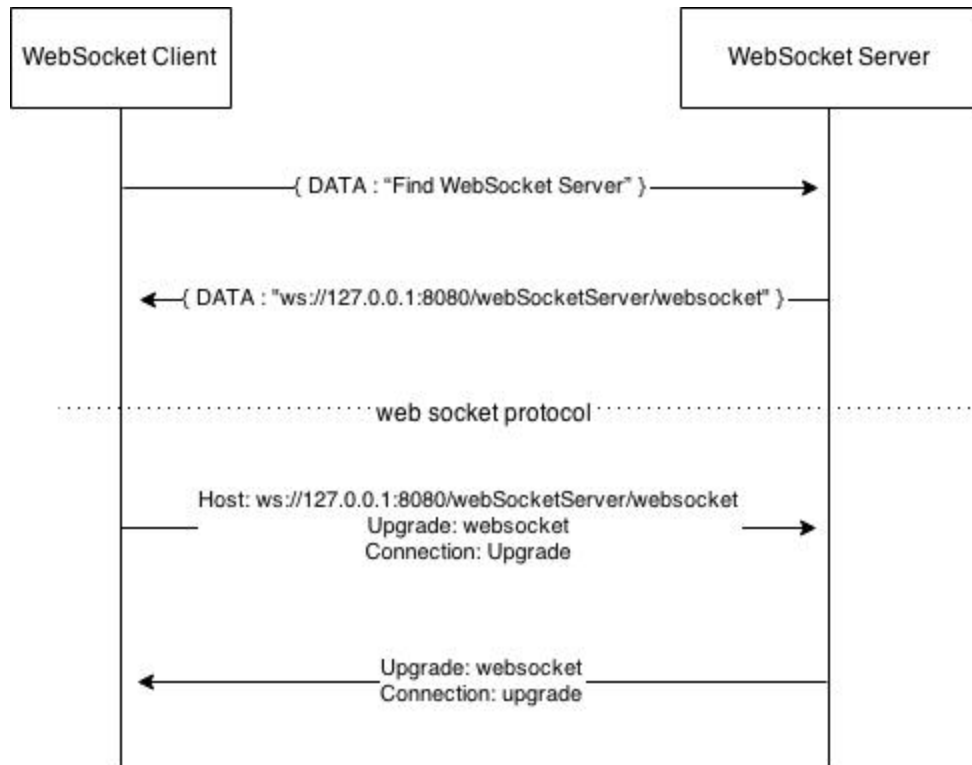 WebSocket Client
WebSocket Server
{ DATA : “Find WebSocket Server” }
{ DATA : "ws://127.0.0.1:8080/webSocketServer/websocket" }
web socket protocol
Host: ws://127.0.0.1:8080/webSocketServer/websocket
Upgrade: websocket
Connection: Upgrade
Upgrade: websocket
Connection: upgrade